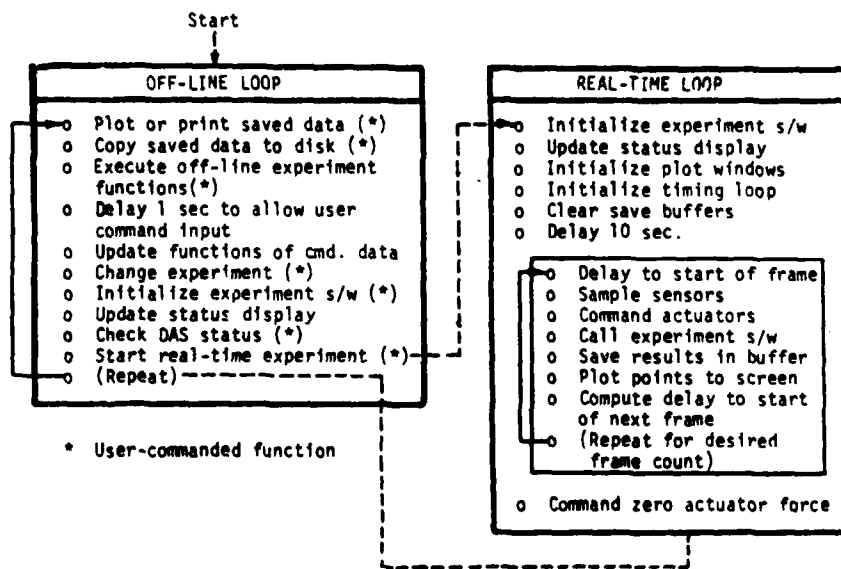 Start
OFF-LINE LOOP
o Plot or print saved data (*)
o Copy saved data to disk (*)
o Execute off-line experiment
functions(*)
o Delay 1 sec to allow user
command input
o Update functions of cmd. data
o Change experiment (*)
o Initialize experiment s/w (*)
o Update status display
o Check DAS status (*)
o Start real-time experiment (*)
o (Repeat)
* User-commanded function
REAL-TIME LOOP
o Initialize experiment s/w
o Update status display
o Initialize plot windows
o Initialize timing loop
o Clear save buffers
o Delay 10 sec.
o Delay to start of frame
o Sample sensors
o Command actuators
o Call experiment s/w
o Save results in buffer
o Plot points to screen
o Compute delay to start
of next frame
o (Repeat for desired
frame count)
o Command zero actuator force